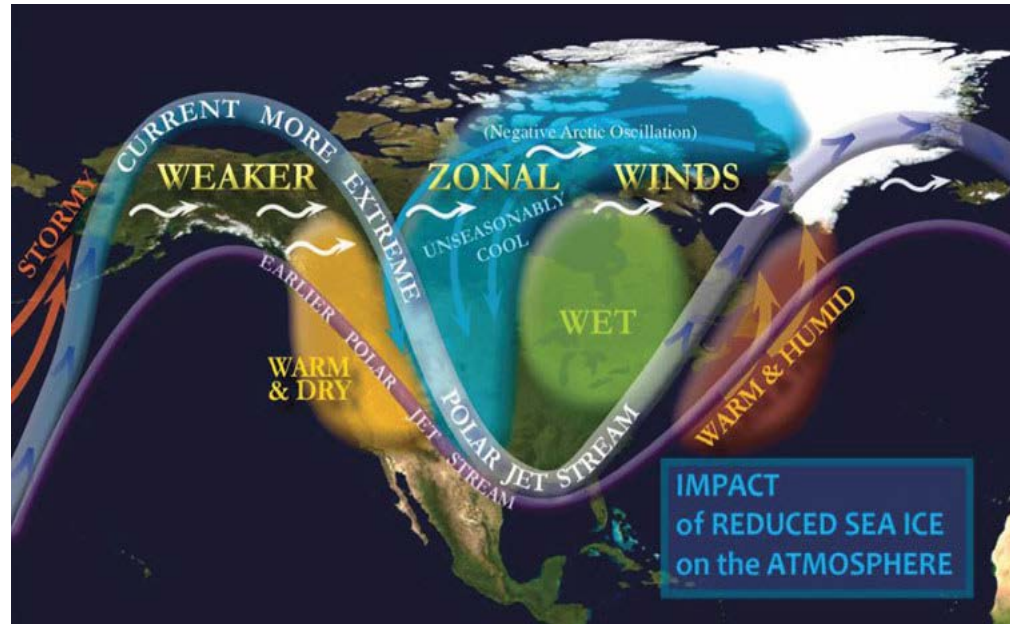 CURRENT MORE EXTREME POLAR JET STREAM
(Negative Arctic Oscillation)
WEAKER ZONAL WINDS
STORMY
UNSEASONABLY
COOL
EARLIER POLAR JET STREAM
WET
WARM
& DRY
WARM & HUMID
IMPACT
of REDUCED SEA ICE
on the ATMOSPHERE